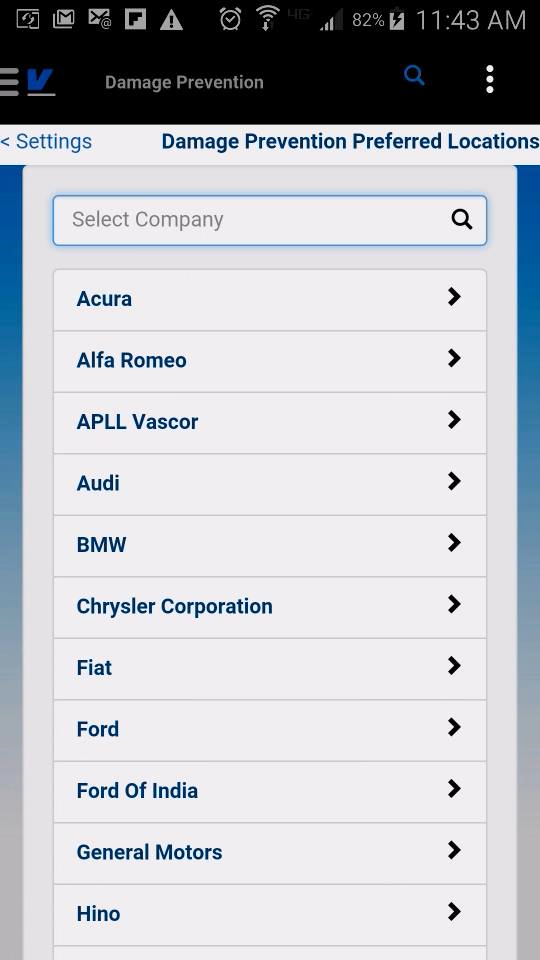 4G
82%
11:43 AM
Damage Prevention
< Settings
Damage Prevention Preferred Locations
Select Company
Acura
Alfa Romeo
APLL Vascor
Audi
BMW
Chrysler Corporation
Fiat
Ford
Ford Of India
General Motors
Hino